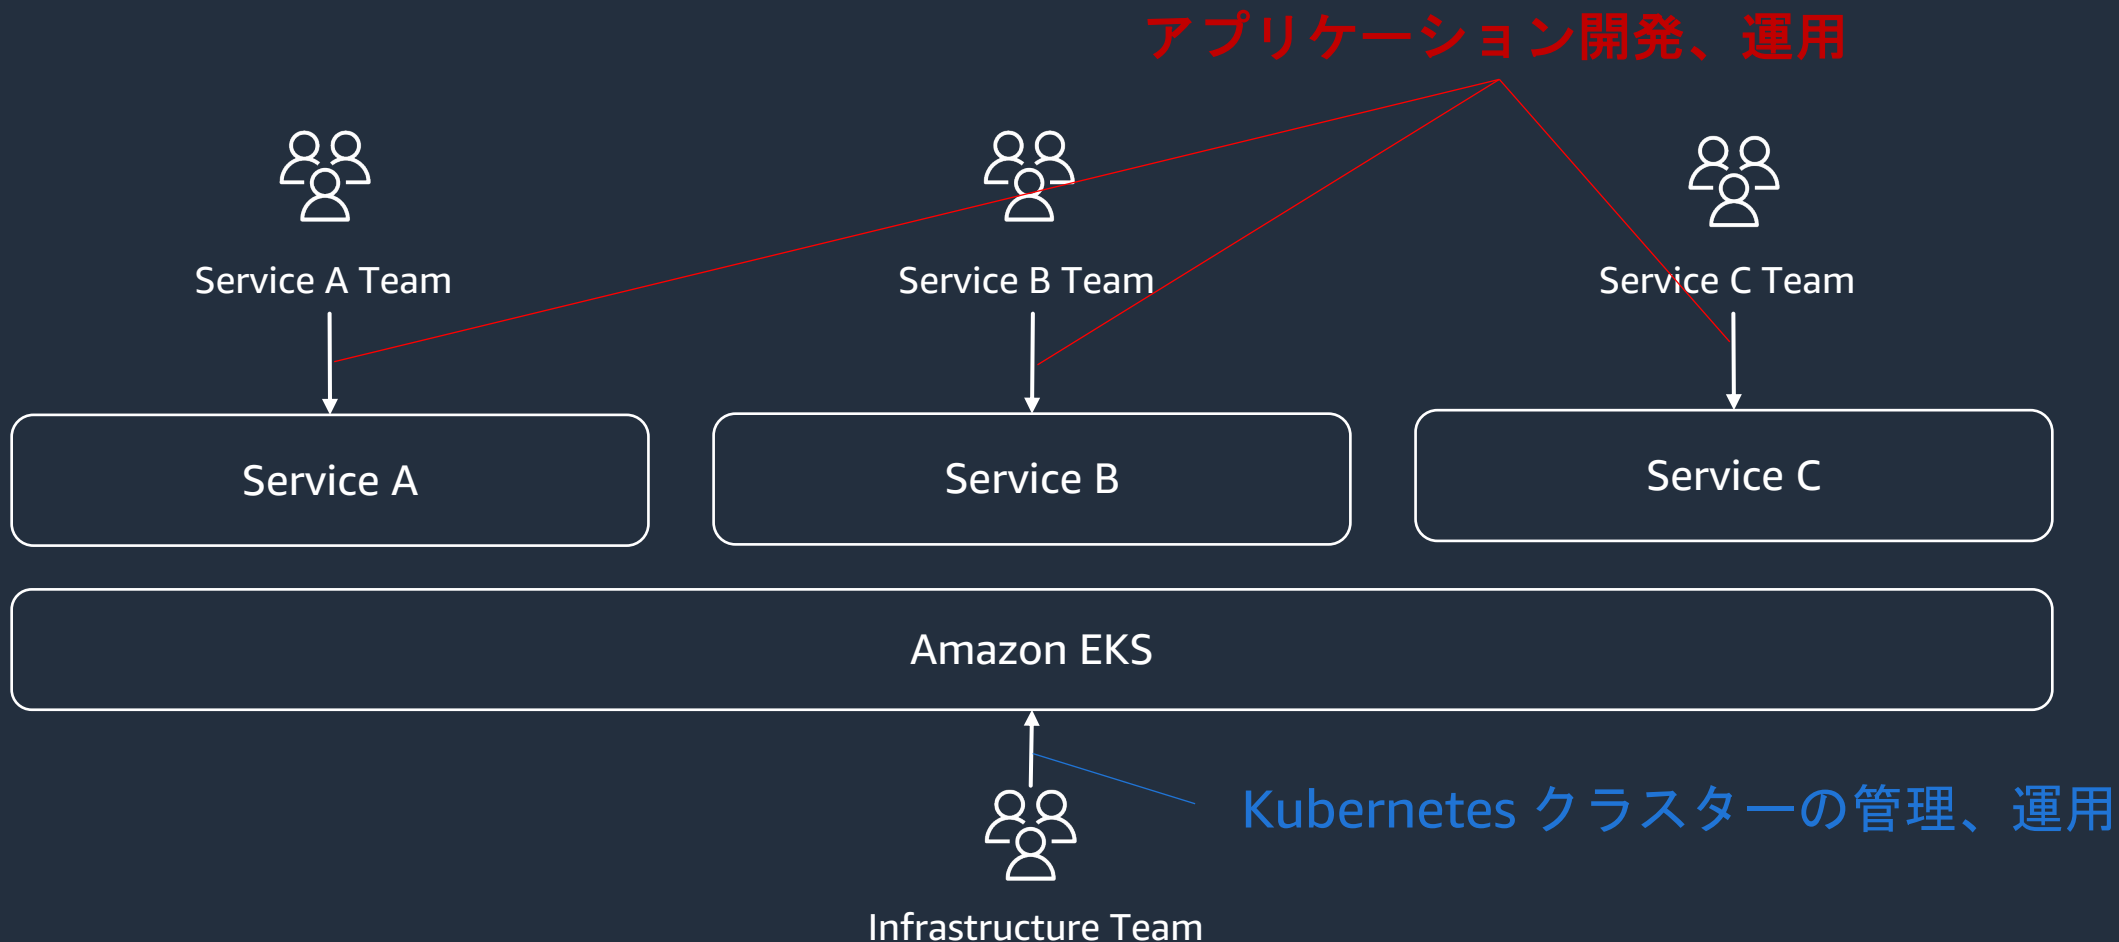 アプリケーション開発、運用
Service A Team
Service B Team
Service C Team
Service A
Service B
Service C
Amazon EKS
Kubernetes クラスターの管理、運用
Infrastructure Team